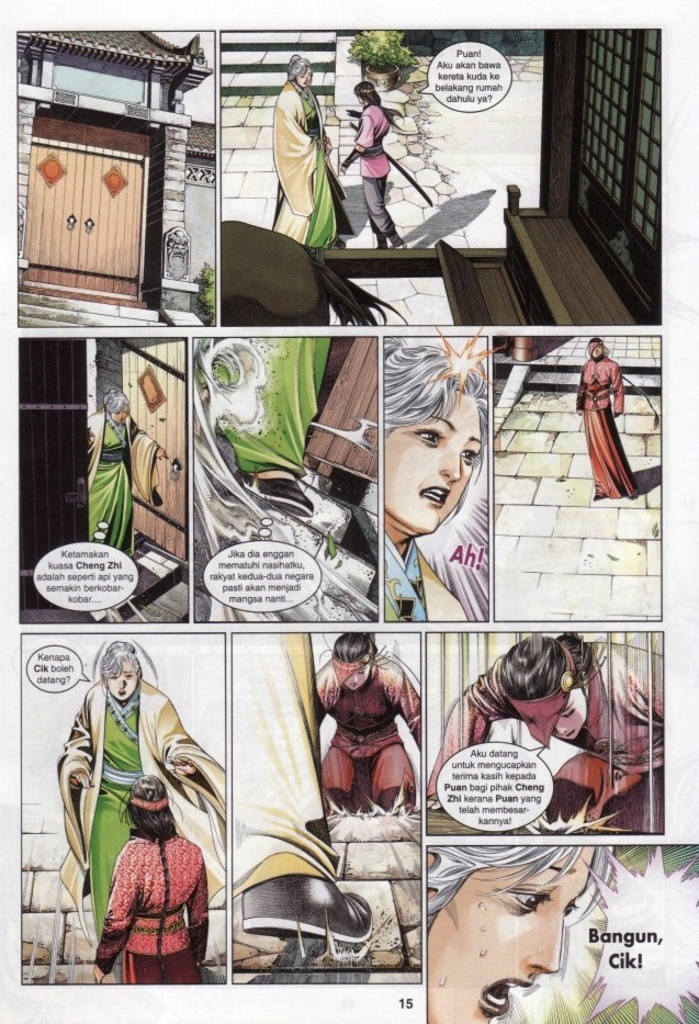 Puan!
Aku akan bawa
kereta kuda ke
belakang rumah
dahulu ya?
Ketamakan
kuasa Cheng Zhi
adalah seperti api yang
semakin berkobar-
kobar....
Jika dia enggan
mematuhi nasihatku,
rakyat kedua-dua negara
pasti akan menjadi
mangsa nanti...
Ah!
Kenapa
Cik boleh
datang?
Aku datang
untuk mengucapkan
terima kasih kepada
Puan bagi pihak Cheng
Zhi kerana Puan yang
telah membesar-
kannya!
Bangun,
Cik!
15